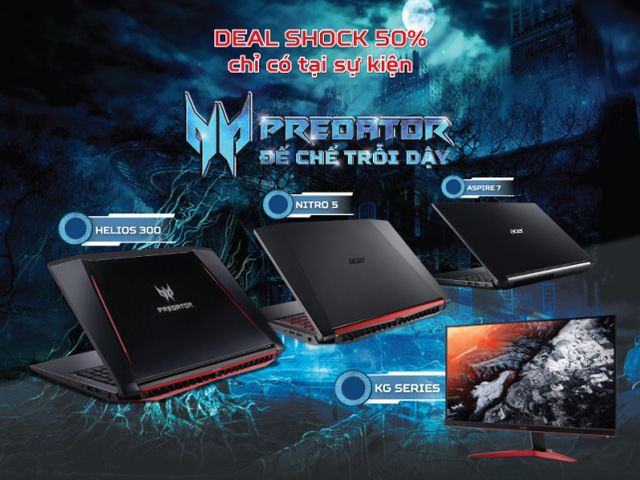 DEAL SHOCK 50%
chỉ có tại sự kiện
PREDATOR
ĐẾ CHẾ TRỖI DẬY
ASPIRE 7
NITRO 5
HELIOS 300
acer
acer
PREDATOR
KG SERIES